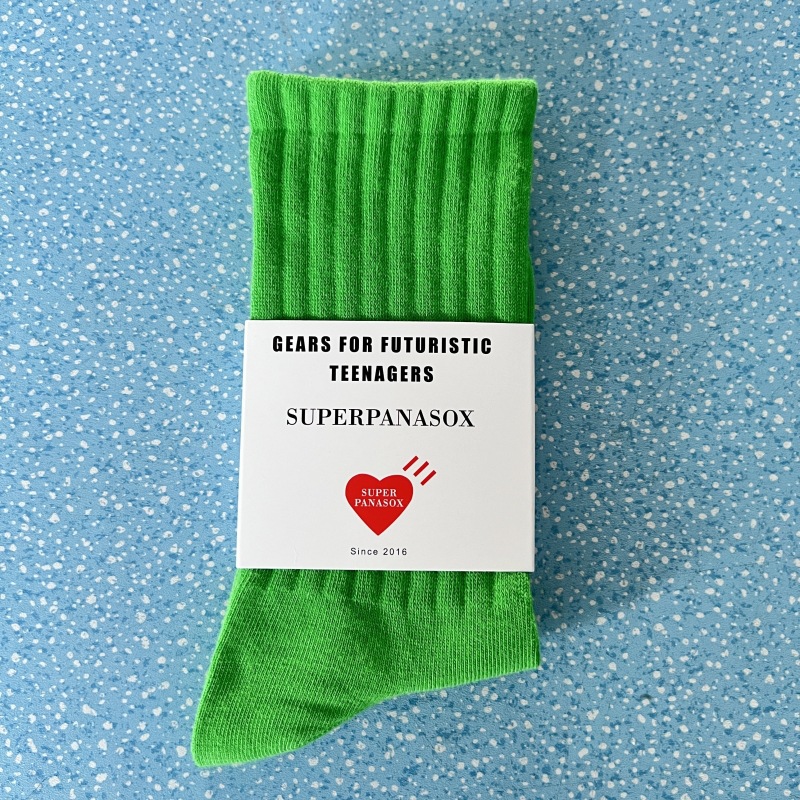 GEARS FOR FUTURISTIC
TEENAGERS
SUPERPANASOX
SUPER
PANASOX
Since 2016